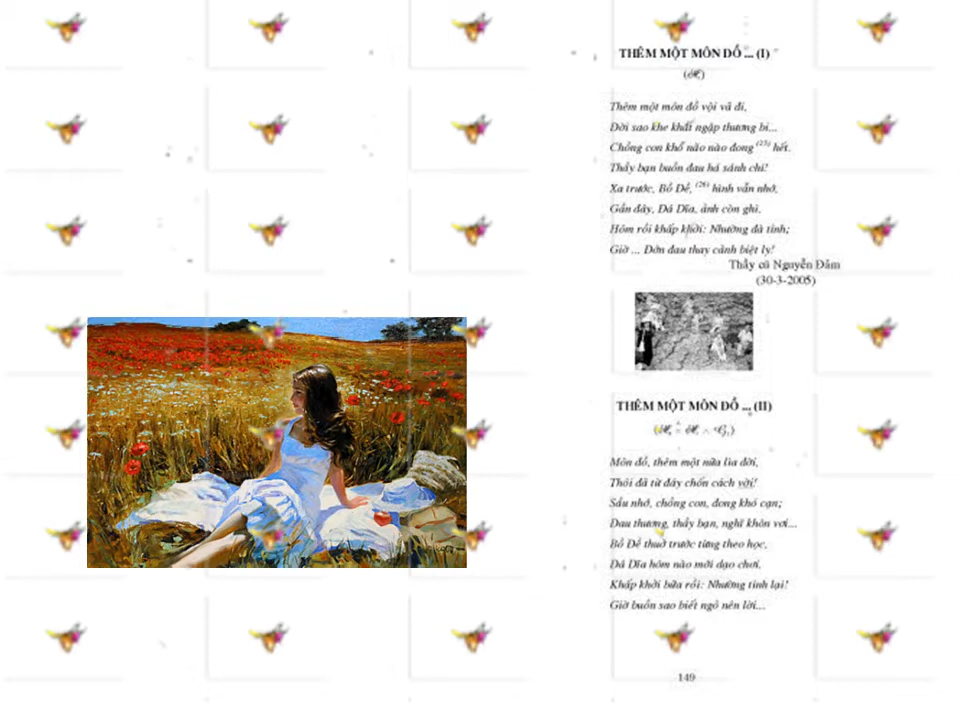 THÊM MỘT MÔN ĐỒ ... (I)
Thêm một môn đồ vội vã đi,
Đời sao khe khắt ngập thương bi...
Chồng con khổ não nào đong (25) hết.
Thầy bạn buồn đau há sánh chi!
Xa trước, Bồ Đề, (26) hình vẫn nhớ,
Gần đây, Dá Dĩa, ảnh còn ghi.
Hôm rồi khấp khởi: Nhường đà tỉnh;
Giờ ... Đớn đau thay cảnh biệt ly!
Thầy cũ Nguyễn Đảm
(30-3-2005)
THÊM MỘT MÔN ĐỒ ... (II)
Môn đồ, thêm một nữa lìa đời,
Thôi đã từ đây chốn cách vời!
Sầu nhớ, chồng con, đong khó cạn;
Đau thương, thầy bạn, nghĩ khôn vơi...
Bồ Đề thuở trước từng theo học,
Dá Dĩa hôm nào mới dạo chơi.
Khấp khởi bữa rồi: Nhường tỉnh lại!
Giờ buồn sao biết ngỏ nên lời...
149